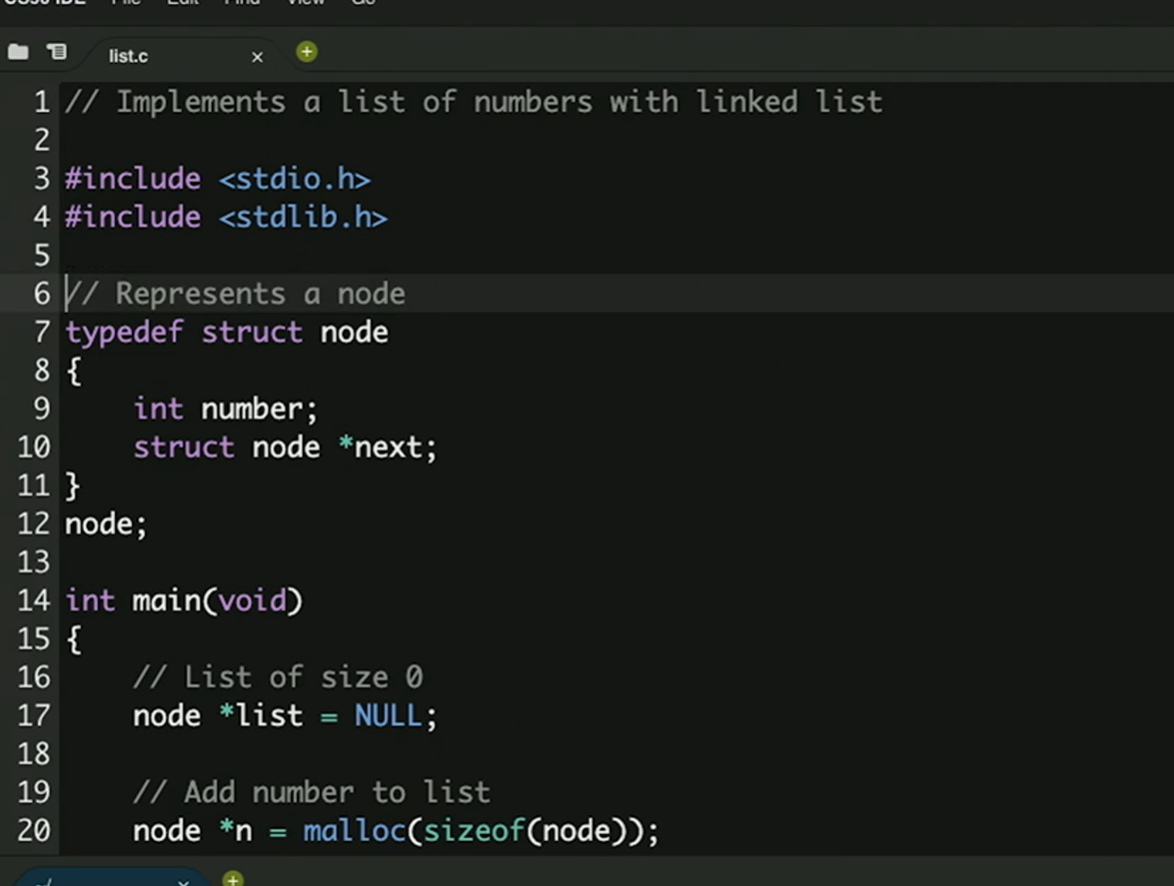 File Edit Find View Go
list.c
1 // Implements a list of numbers with linked list
2
3 #include <stdio.h>
4 #include <stdlib.h>
5
6 // Represents a node
7 typedef struct node
8 {
9     int number;
10     struct node *next;
11 }
12 node;
13
14 int main(void)
15 {
16     // List of size 0
17     node *list = NULL;
18
19     // Add number to list
20     node *n = malloc(sizeof(node));